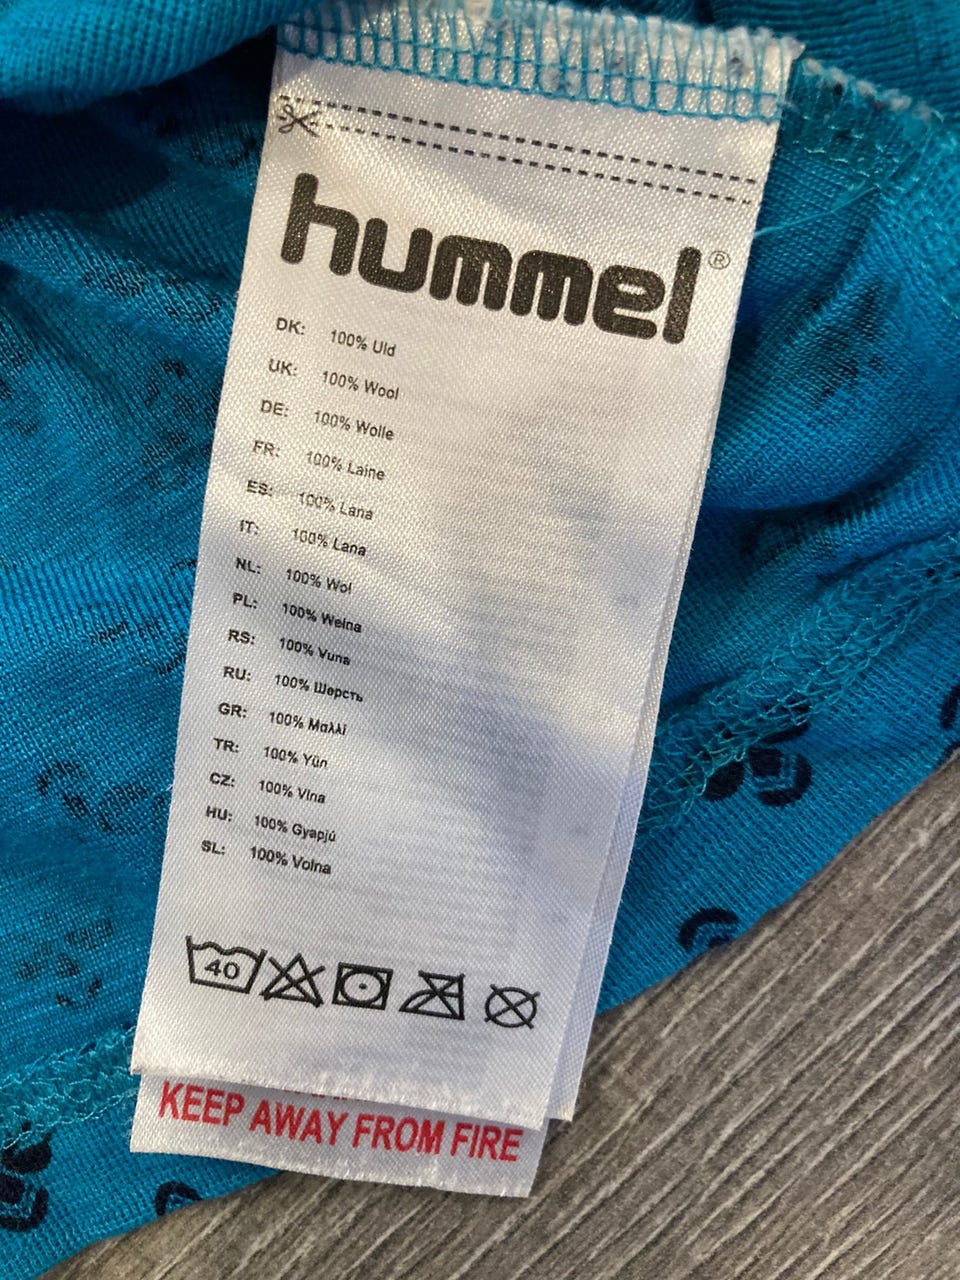 hummel®
DK: 100% Uld
UK: 100% Wool
DE: 100% Wolle
FR: 100% Laine
ES: 100% Lana
IT: 100% Lana
NL: 100% Wol
PL: 100% Welna
RS: 100% Vuna
RU: 100% Шерсть
GR: 100% Μαλλί
TR: 100% Yün
CZ: 100% Vlna
HU: 100% Gyapjú
SL: 100% Volna
40
KEEP AWAY FROM FIRE